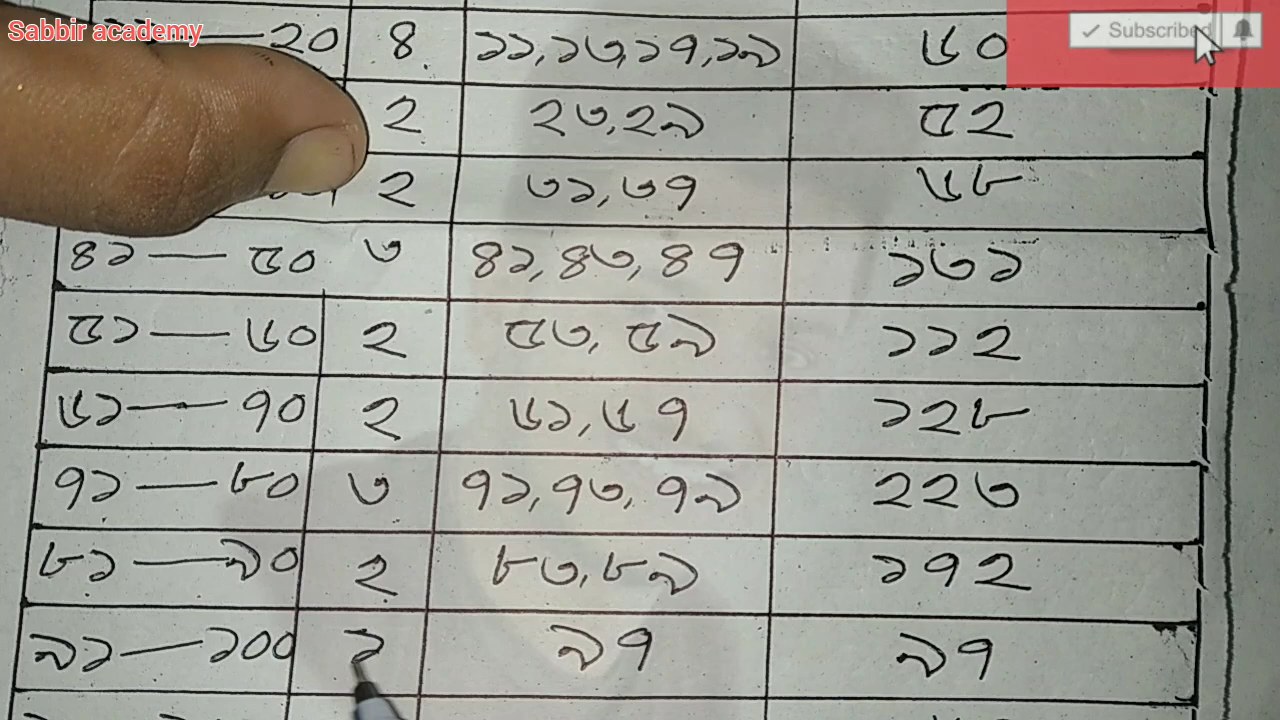 Sabbir academy
Subscribed
—২০ ৪ ১১,১৩,১৭,১৯ ৬০
২ ২৩,২৯ ৫২
২ ৩১,৩৭ ৬৮
৪১—৫০ ৩ ৪১,৪৩,৪৭ ১৩১
৫১—৬০ ২ ৫৩,৫৯ ১১২
৬১—৭০ ২ ৬১,৬৭ ১২৮
৭১—৮০ ৩ ৭১,৭৩,৭৯ ২২৩
৮১—৯০ ২ ৮৩,৮৯ ১৭২
৯১—১০০ ১ ৯৭ ৯৭